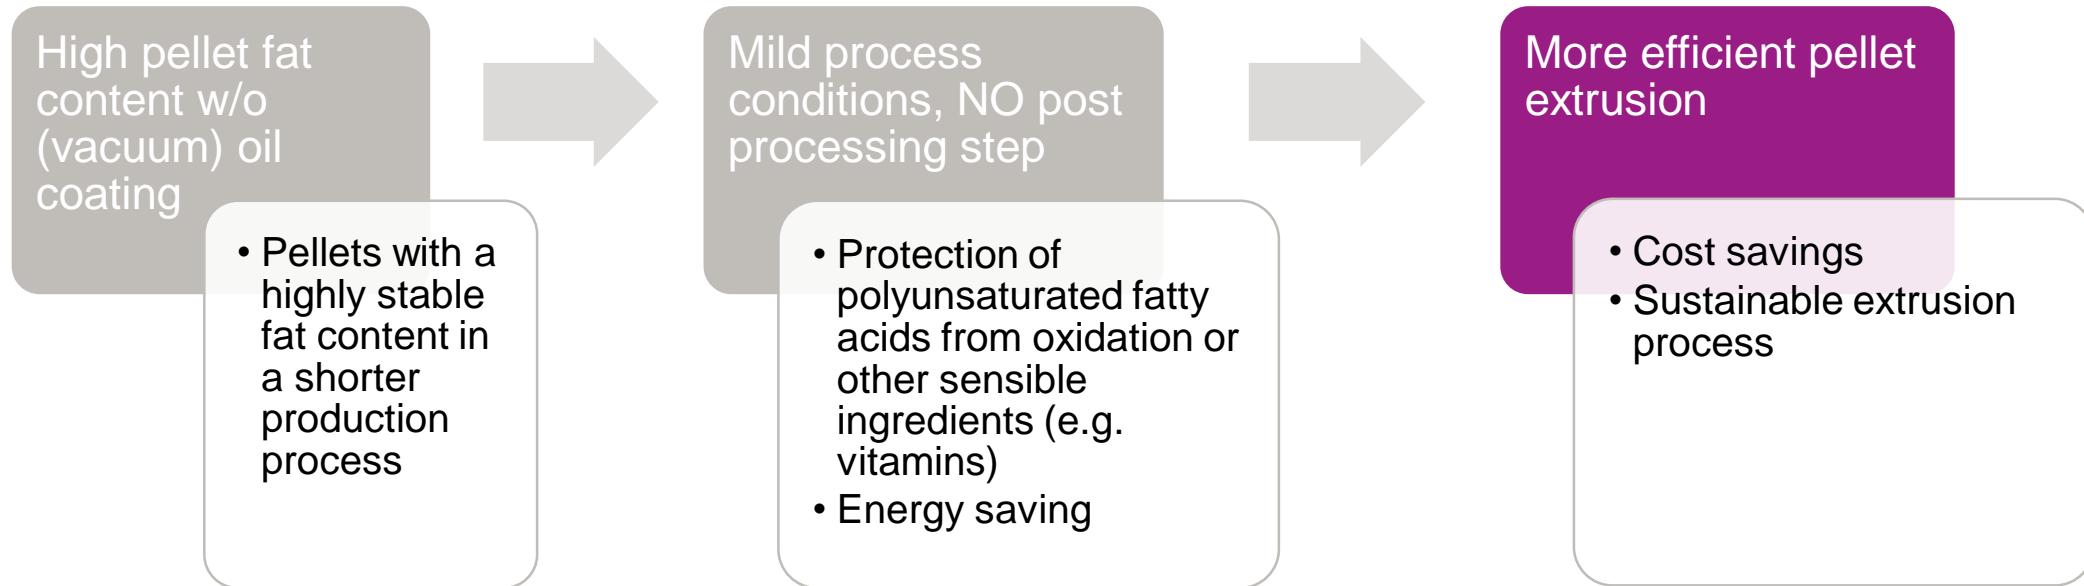 High pellet fat
content w/o
(vacuum) oil
coating
• Pellets with a
highly stable
fat content in
a shorter
production
process
Mild process
conditions, NO post
processing step
• Protection of
polyunsaturated fatty
acids from oxidation or
other sensible
ingredients (e.g.
vitamins)
• Energy saving
More efficient pellet
extrusion
• Cost savings
• Sustainable extrusion
process